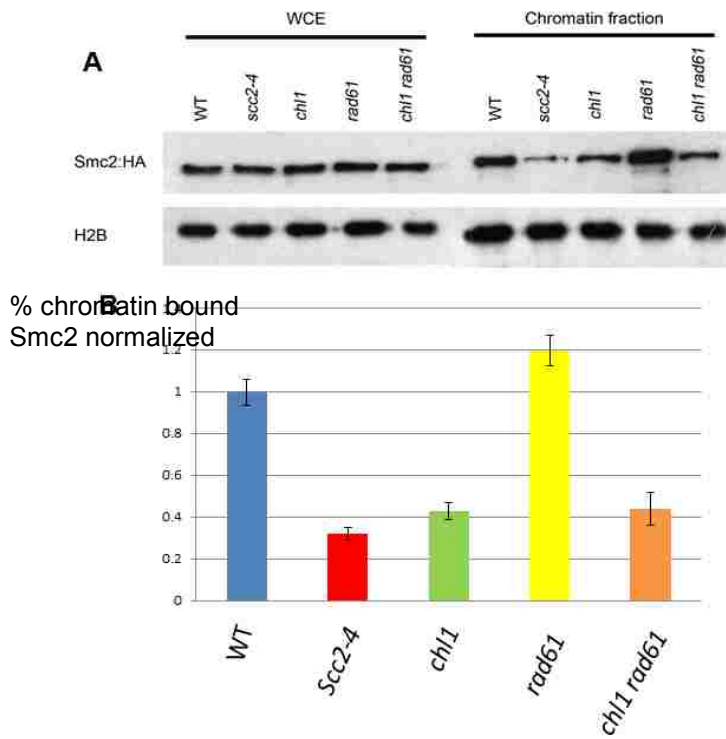 WCE Chromatin fraction
A
WT scc2-4 chl1 rad61 chl1 rad61 WT scc2-4 chl1 rad61 chl1 rad61
Smc2:HA
H2B
B
% chromatin bound
Smc2 normalized
1.4
1.2
1
0.8
0.6
0.4
0.2
0
WT Scc2-4 chl1 rad61 chl1 rad61